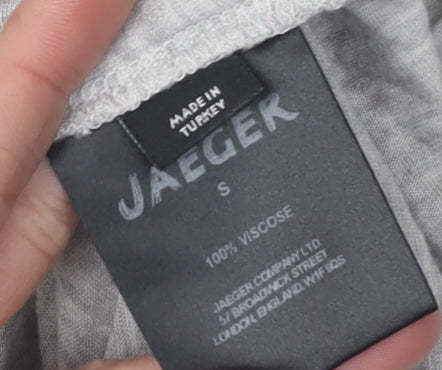 MADE IN
TURKEY
JAEGER
S
100% VISCOSE
JAEGER COMPANY LTD
57 BROADWICK STREET
LONDON, ENGLAND, W1F 9QS